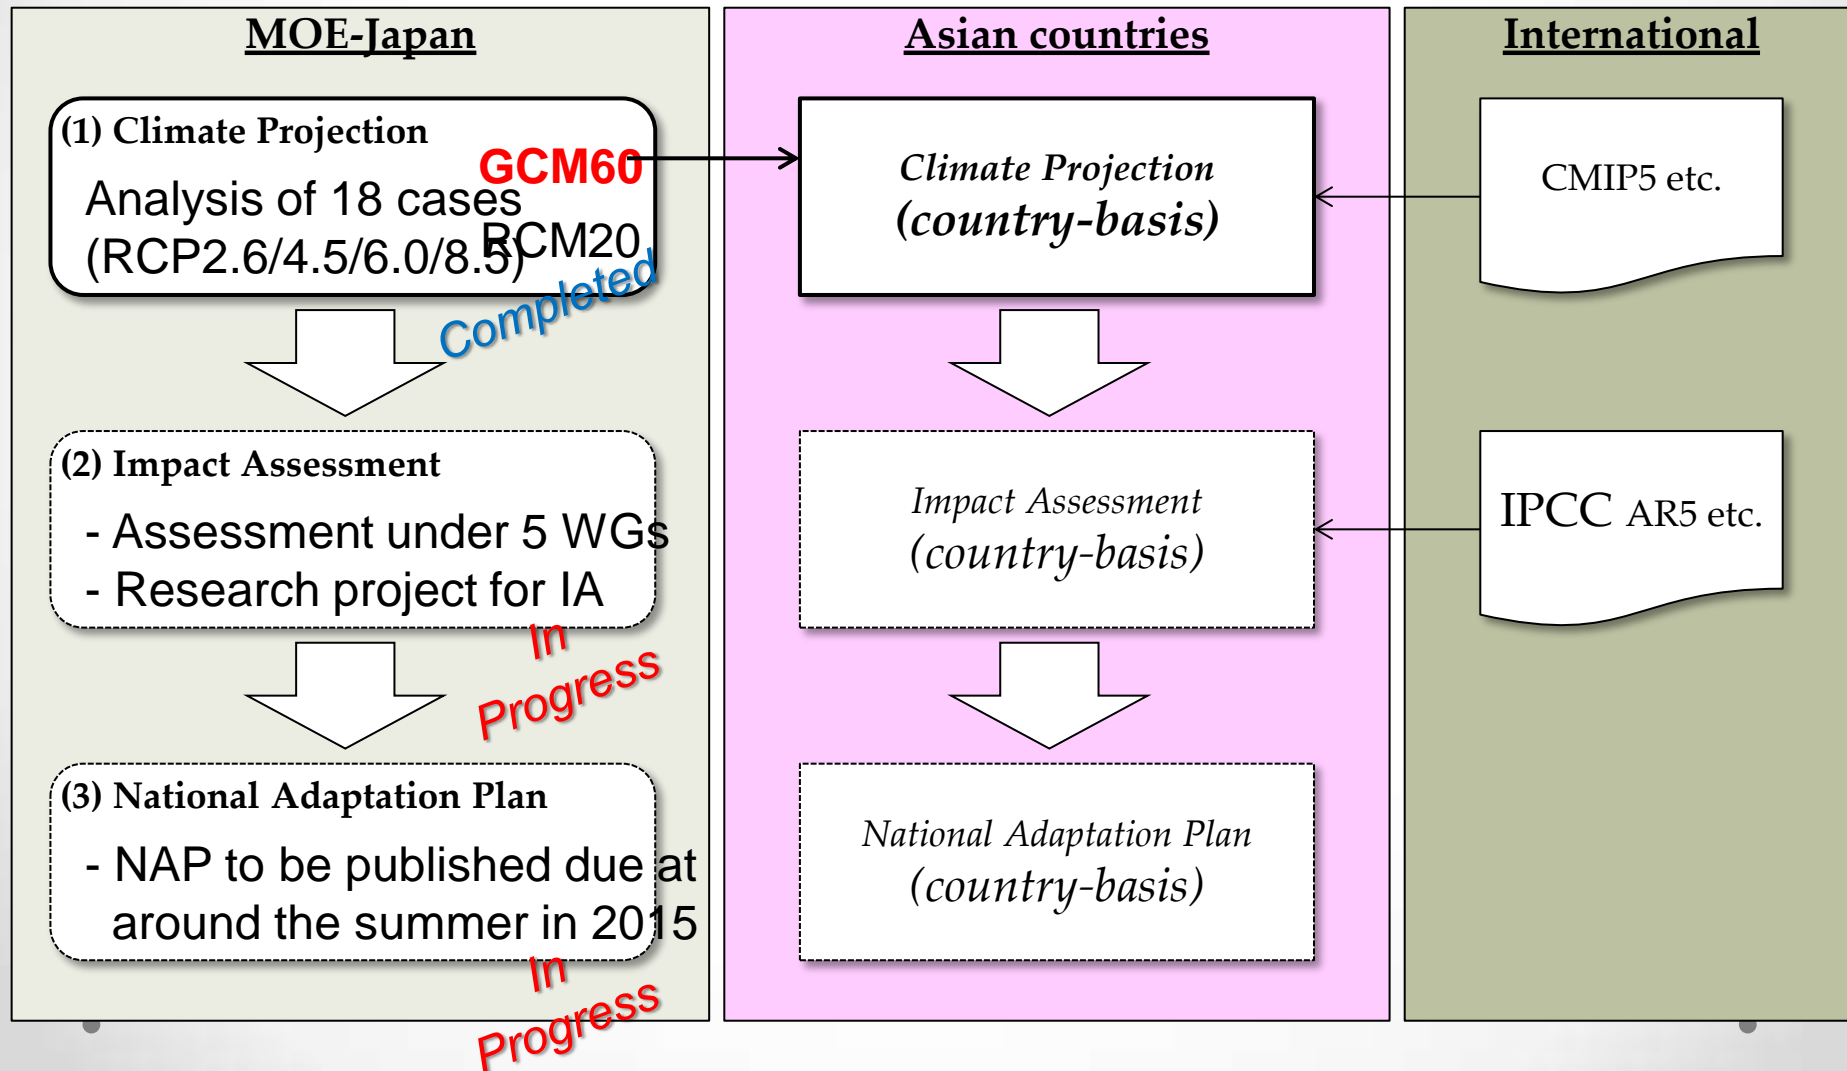 MOE-Japan
(1) Climate Projection
GCM60
Analysis of 18 cases
RCM20
(RCP2.6/4.5/6.0/8.5)
Completed
(2) Impact Assessment
- Assessment under 5 WGs
- Research project for IA
In
Progress
(3) National Adaptation Plan
- NAP to be published due at
around the summer in 2015
In
Progress
Asian countries
Climate Projection
(country-basis)
Impact Assessment
(country-basis)
National Adaptation Plan
(country-basis)
International
CMIP5 etc.
IPCC AR5 etc.